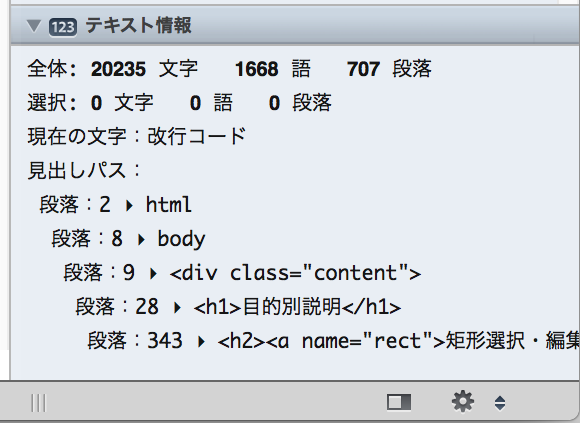 123 テキスト情報
全体: 20235 文字 1668 語 707 段落
選択: 0 文字 0 語 0 段落
現在の文字：改行コード
見出しパス：
段落：2 ▸ html
段落：8 ▸ body
段落：9 ▸ <div class="content">
段落：28 ▸ <h1>目的別説明</h1>
段落：343 ▸ <h2><a name="rect">矩形選択・編集